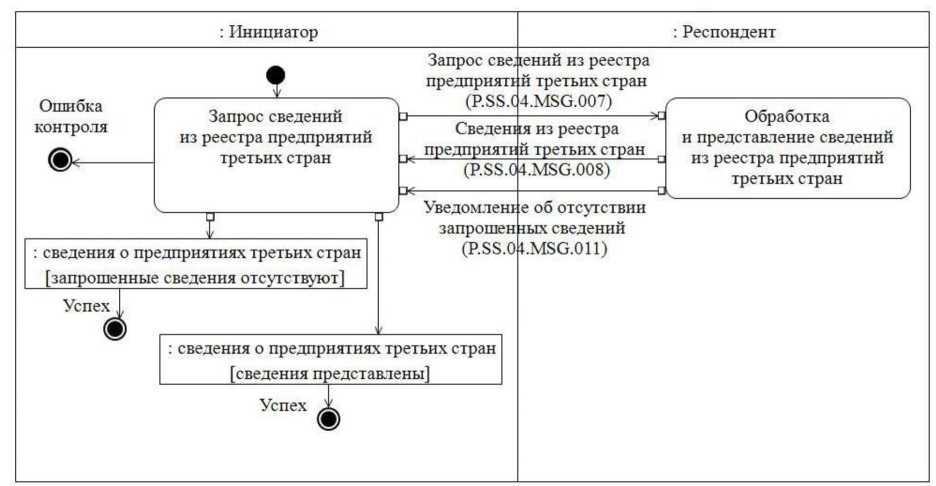 : Инициатор
: Респондент
Ошибка
контроля
Запрос сведений
из реестра предприятий
третьих стран
Запрос сведений из реестра
предприятий третьих стран
(P.SS.04.MSG.007)
Сведения из реестра
предприятий третьих стран
(P.SS.04.MSG.008)
Уведомление об отсутствии
запрошенных сведений
(P.SS.04.MSG.011)
Обработка
и представление сведений
из реестра предприятий
третьих стран
: сведения о предприятиях третьих стран
[запрошенные сведения отсутствуют]
Успех
: сведения о предприятиях третьих стран
[сведения представлены]
Успех